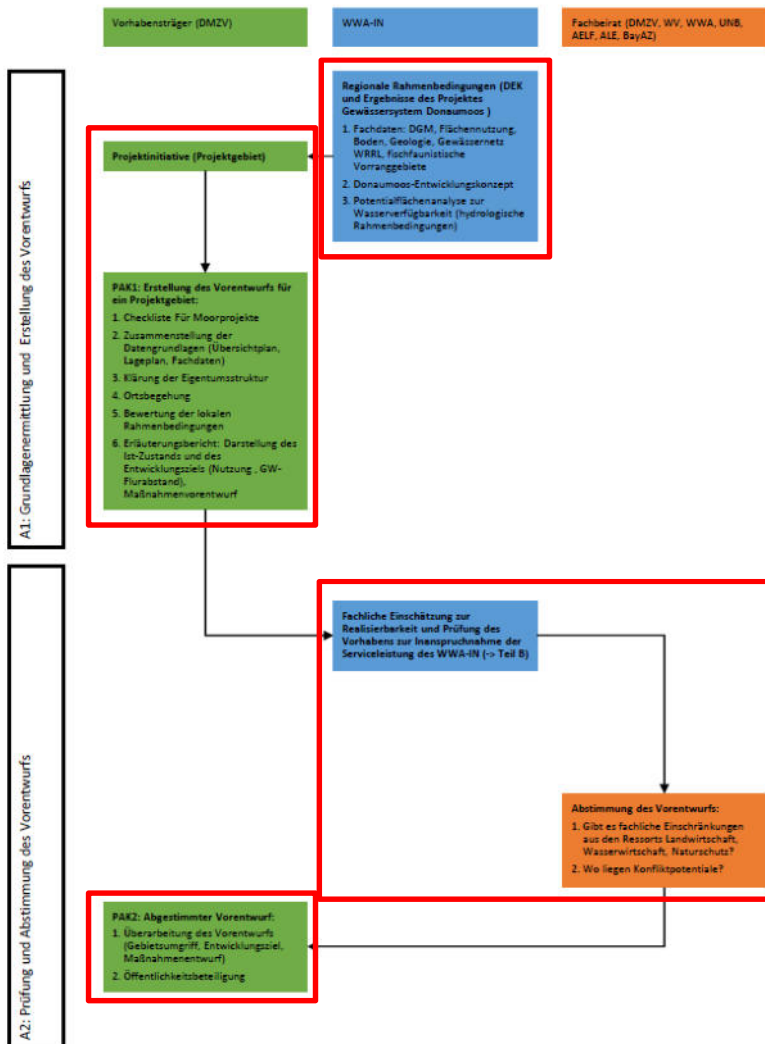 Vorhabensträger (DMZV)
WWA-IN
Fachbeirat (DMZV, WV, WWA, UNB,
AELF, ALE, BayAZ)
A1: Grundlagenermittlung und Erstellung des Vorentwurfs
Regionale Rahmenbedingungen (DEK
und Ergebnisse des Projektes
Gewässersystem Donaumoos )
1. Fachdaten: DGM, Flächennutzung,
Boden, Geologie, Gewässernetz
WRRL, fischfaunistische
Vorranggebiete
2. Donaumoos-Entwicklungskonzept
3. Potentialflächenanalyse zur
Wasserverfügbarkeit (hydrologische
Rahmenbedingungen)
Projektinitiative (Projektgebiet)
PAK1: Erstellung des Vorentwurfs für
ein Projektgebiet:
1. Checkliste Für Moorprojekte
2. Zusammenstellung der
Datengrundlagen (Übersichtplan,
Lageplan, Fachdaten)
3. Klärung der Eigentumsstruktur
4. Ortsbegehung
5. Bewertung der lokalen
Rahmenbedingungen
6. Erläuterungsbericht: Darstellung des
Ist-Zustands und des
Entwicklungsziels (Nutzung , GW-
Flurabstand),
Maßnahmenvorentwurf
A2: Prüfung und Abstimmung des Vorentwurfs
Fachliche Einschätzung zur
Realisierbarkeit und Prüfung des
Vorhabens zur Inanspruchnahme der
Serviceleistung des WWA-IN (-> Teil B)
Abstimmung des Vorentwurfs:
1. Gibt es fachliche Einschränkungen
aus den Ressorts Landwirtschaft,
Wasserwirtschaft, Naturschutz?
2. Wo liegen Konfliktpotentiale?
PAK2: Abgestimmter Vorentwurf:
1. Überarbeitung des Vorentwurfs
(Gebietsumgriff, Entwicklungsziel,
Maßnahmenentwurf)
2. Öffentlichkeitsbeteiligung